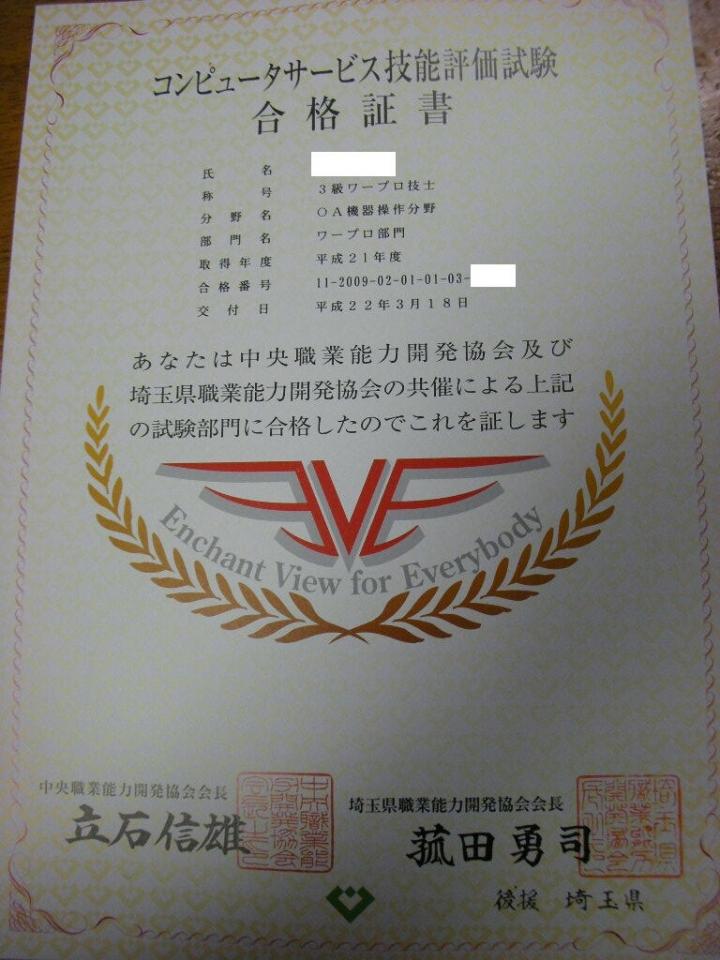 コンピュータサービス技能評価試験
合格証書
氏名
称号 3級ワープロ技士
分野名 OA機器操作分野
部門名 ワープロ部門
取得年度 平成21年度
合格番号 11-2009-02-01-01-03-
交付日 平成22年3月18日
あなたは中央職業能力開発協会及び
埼玉県職業能力開発協会の共催による上記
の試験部門に合格したのでこれを証します
Enchant View for Everybody
中央職業能力開発協会会長
立石信雄
埼玉県職業能力開発協会会長
菰田勇司
後援 埼玉県